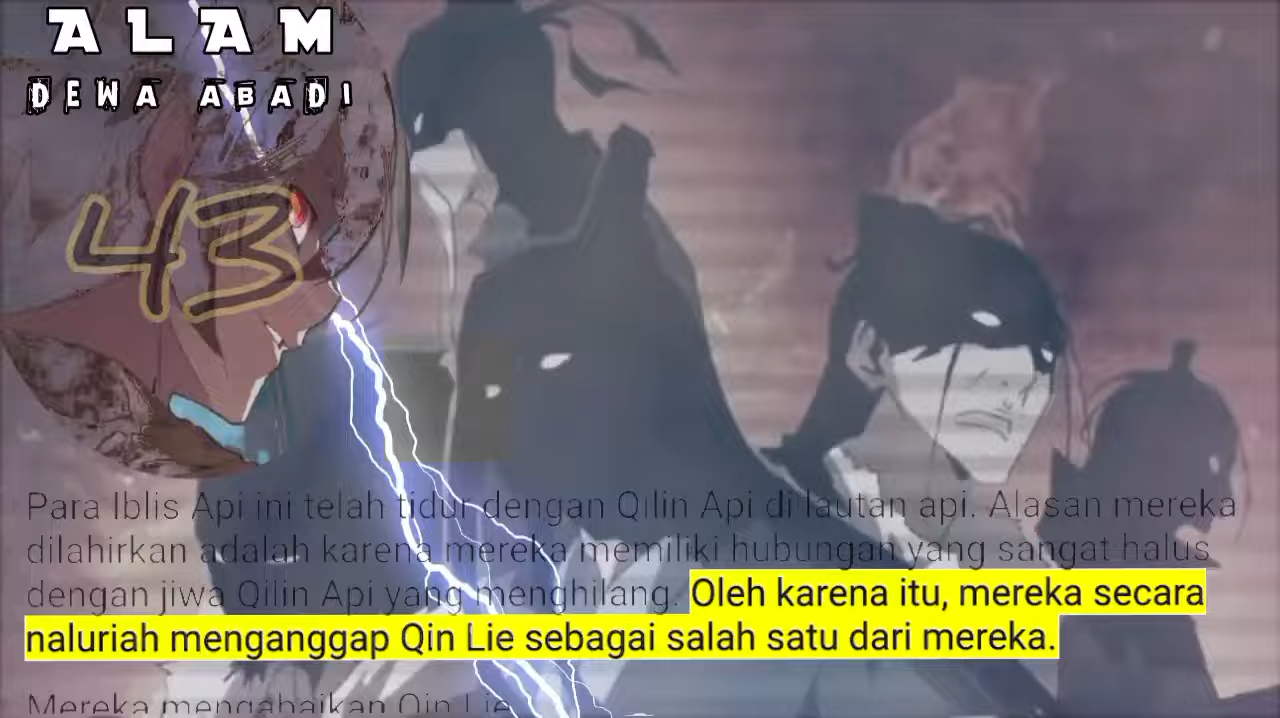 ALAM
DEWA ABADI
43
Para Iblis Api ini telah tidur dengan Qilin Api di lautan api. Alasan mereka
dilahirkan adalah karena mereka memiliki hubungan yang sangat halus
dengan jiwa Qilin Api yang menghilang. Oleh karena itu, mereka secara
naluriah menganggap Qin Lie sebagai salah satu dari mereka.
Mereka mengabaikan Qin Lie